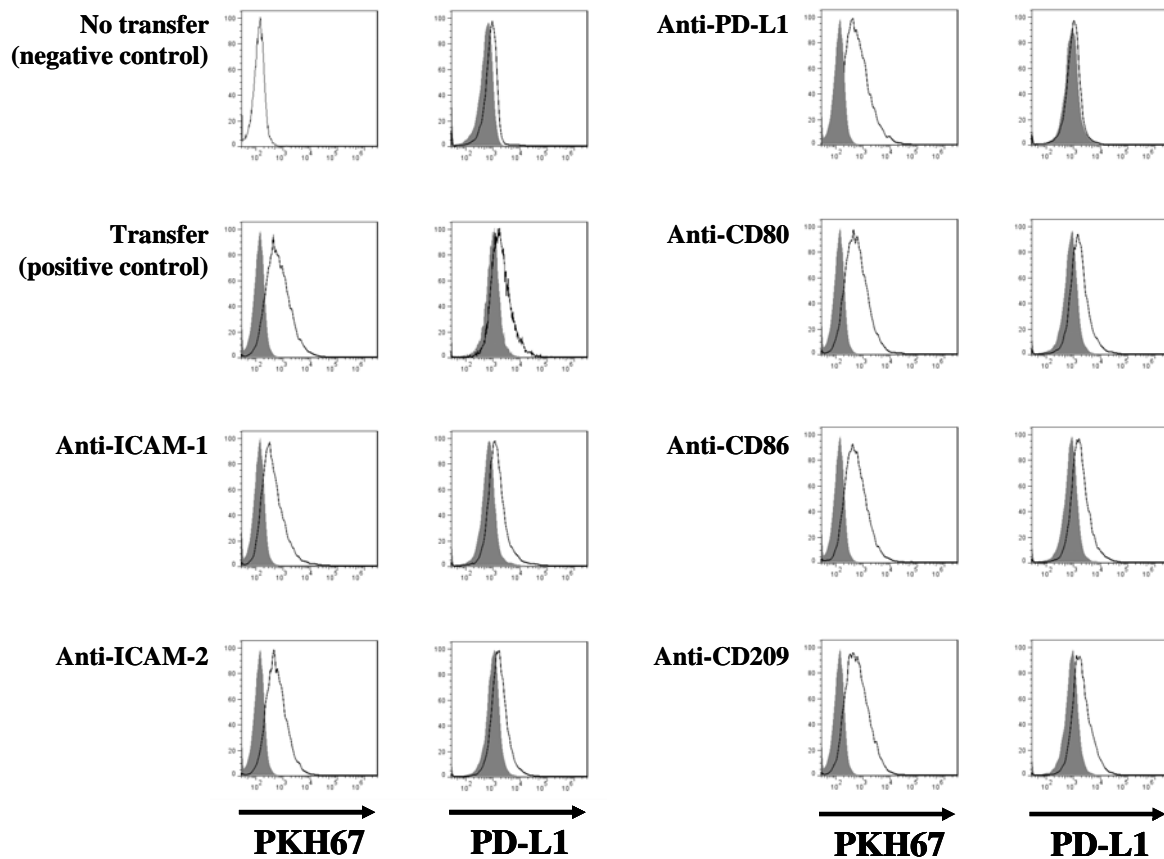 No transfer
(negative control)
Transfer
(positive control)
Anti-ICAM-1
Anti-ICAM-2
PKH67
PD-L1
Anti-PD-L1
Anti-CD80
Anti-CD86
Anti-CD209
PKH67
PD-L1